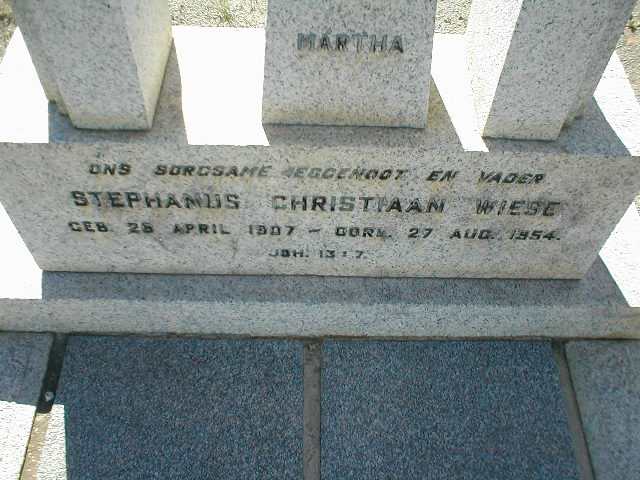 MARTHA
ONS SORGSAME EGGENOOT EN VADER
STEPHANUS CHRISTIAAN WIESE
GEB. 26 APRIL 1907 – OORL. 27 AUG. 1954.
JOH. 13:7.